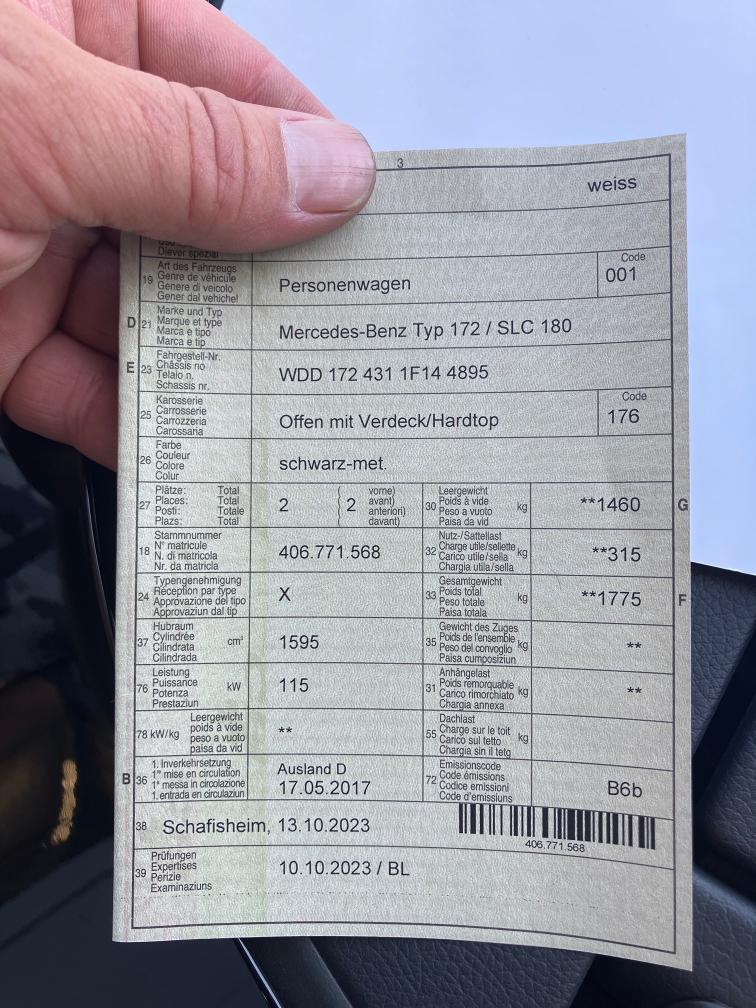 3
weiss
Diever spezial
19 Art des Fahrzeugs
Genre de véhicule
Genere di veicolo
Gener dal vehichel
Personenwagen
Code
001
D 21 Marke und Typ
Marque et type
Marca e tipo
Marca e tip
Mercedes-Benz Typ 172 / SLC 180
E 23 Fahrgestell-Nr.
Châssis no
Telaio n.
Schassis nr.
WDD 172 431 1F14 4895
25 Karosserie
Carrosserie
Carrozzeria
Carossaria
Offen mit Verdeck/Hardtop
Code
176
26 Farbe
Couleur
Colore
Colur
schwarz-met.
27 Plätze: Total
Places: Total
Posti: Totale
Plazs: Total
2 ( 2 vorne)
avant)
anteriori)
davant)
30 Leergewicht
Poids à vide
Peso a vuoto
Paisa da vid
kg
**1460
G
18 Stammnummer
N° matricule
N. di matricola
Nr. da matricla
406.771.568
32 Nutz-/Sattellast
Charge utile/sellette
Carico utile/sella
Chargia utila/sella
kg
**315
24 Typengenehmigung
Réception par type
Approvazione del tipo
Approvaziun dal tip
X
33 Gesamtgewicht
Poids total
Peso totale
Paisa totala
kg
**1775
F
37 Hubraum
Cylindrée
Cilindrata
Cilindrada
cm³
1595
35 Gewicht des Zuges
Poids de l'ensemble
Peso del convoglio
Paisa cumposiziun
kg
**
76 Leistung
Puissance
Potenza
Prestaziun
kW
115
31 Anhängelast
Poids remorquable
Carico rimorchiato
Chargia annexa
kg
**
78 kW/kg Leergewicht
poids à vide
peso a vuoto
paisa da vid
**
55 Dachlast
Charge sur le toit
Carico sul tetto
Chargia sin il tetg
kg
B 36 1. Inverkehrsetzung
1re mise en circulation
1a messa in circolazione
1. entrada en circulaziun
Ausland D
17.05.2017
72 Emissionscode
Code émissions
Codice emissioni
Code d'emissiuns
B6b
38 Schafisheim, 13.10.2023
406.771.568
39 Prüfungen
Expertises
Perizie
Examinaziuns
10.10.2023 / BL